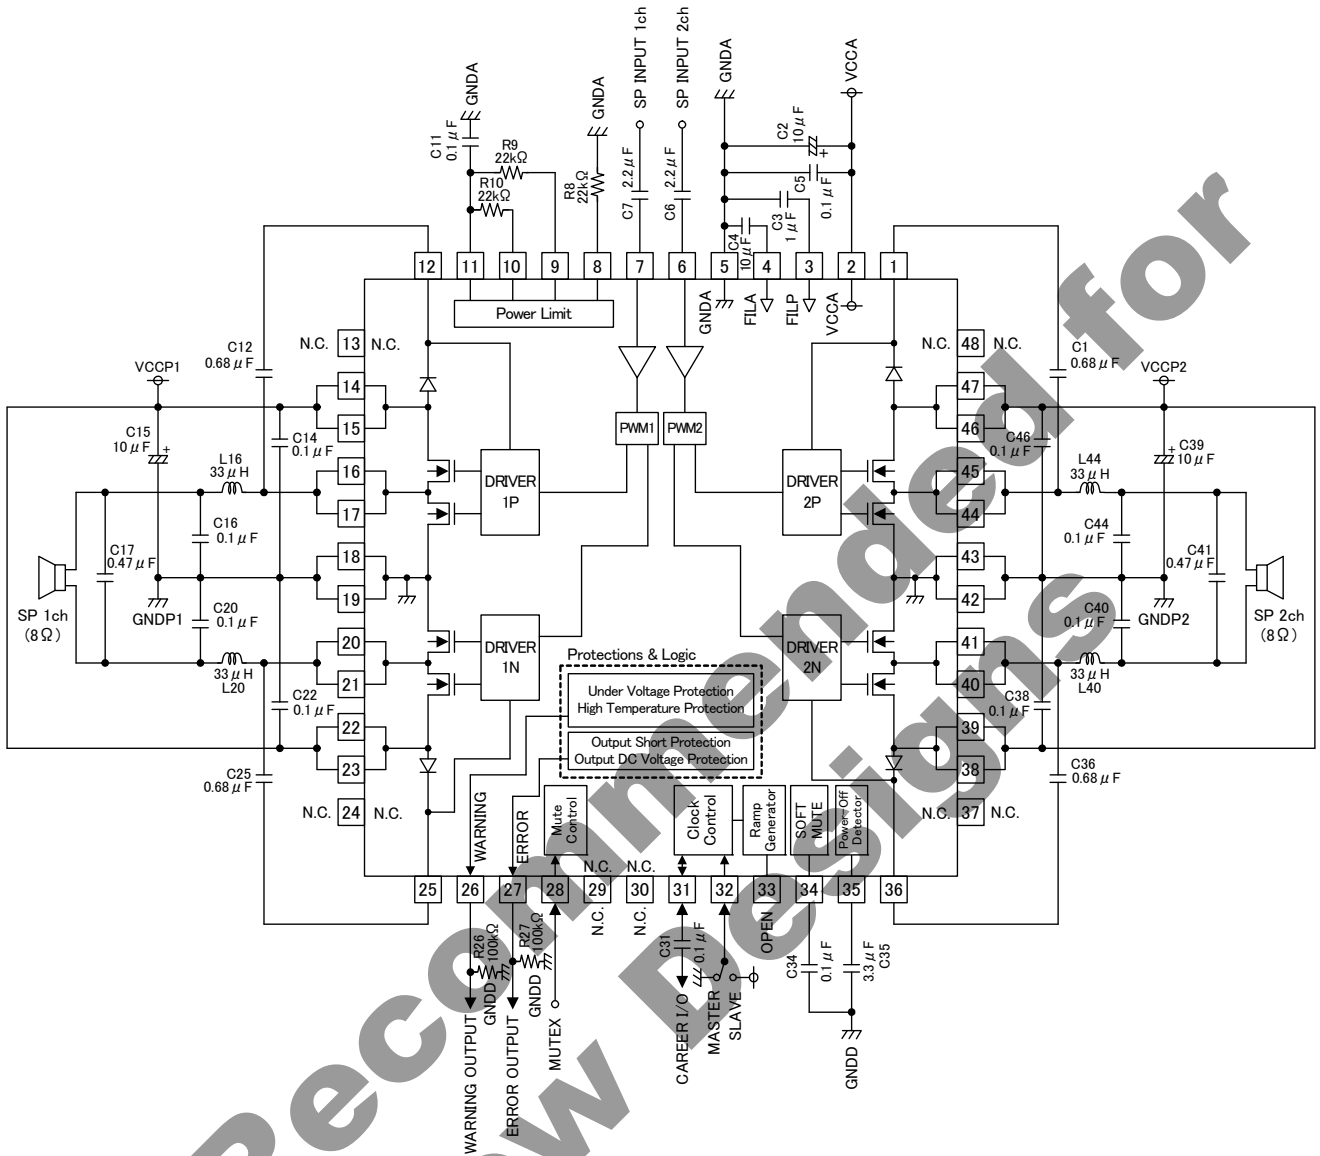 SP INPUT 1ch
SP INPUT 2ch
GNDA
VCCA
GNDA
GNDA
C11
0.1μF
R9
22kΩ
R10
22kΩ
R8
22kΩ
C7 2.2μF
C6 2.2μF
C2
10μF
+
C5
0.1μF
C3
1μF
C4
10μF
12
11
10
9
8
7
6
5
4
3
2
1
Power Limit
GNDA
FILA
FILP
VCCA
N.C.
13
N.C.
N.C.
48
N.C.
C12
0.68μF
C1
0.68μF
VCCP1
VCCP2
14
15
47
46
C15
10μF
+
C14
0.1μF
PWM1
PWM2
C46
0.1μF
C39
10μF
+
L16
33μH
16
17
DRIVER
1P
DRIVER
2P
45
44
L44
33μH
C16
0.1μF
C17
0.47μF
C44
0.1μF
C41
0.47μF
18
19
43
42
SP 1ch
(8Ω)
GNDP1
C20
0.1μF
C40
0.1μF
GNDP2
SP 2ch
(8Ω)
20
21
DRIVER
1N
DRIVER
2N
41
40
33μH
L20
33μH
L40
Protections & Logic
Under Voltage Protection
High Temperature Protection
Output Short Protection
Output DC Voltage Protection
C22
0.1μF
C38
0.1μF
22
23
39
38
C25
0.68μF
C36
0.68μF
N.C.
24
N.C.
N.C.
37
N.C.
WARNING
ERROR
Mute
Control
Clock
Control
Ramp
Generator
SOFT
MUTE
Power Off
Detector
N.C.
N.C.
25
26
27
28
29
30
31
32
33
34
35
36
N.C.
N.C.
R26
100kΩ
R27
100kΩ
GNDD
GNDD
C31
0.1μF
OPEN
C34
0.1μF
3.3μF
C35
WARNING OUTPUT
ERROR OUTPUT
MUTEX
CAREER I/O
MASTER
SLAVE
GNDD
Recommended for
w Designs